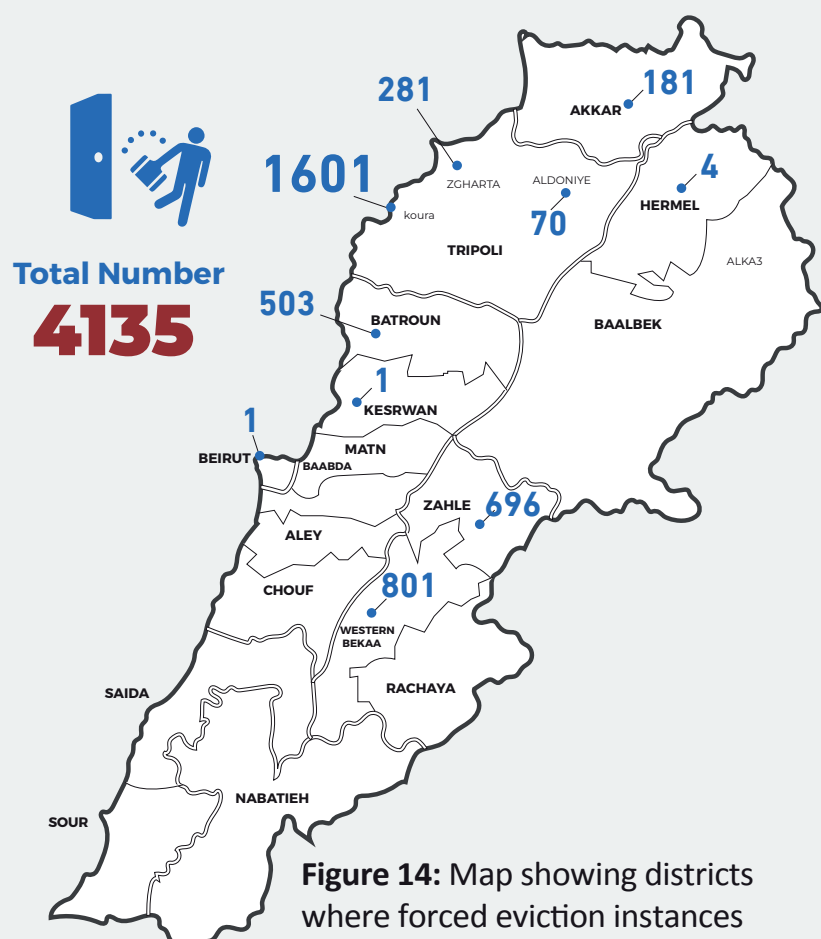 181
AKKAR
281
ZGHARTA
ALDONIYE
70
4
HERMEL
1601
koura
TRIPOLI
ALKA3
Total Number
4135
503
BATROUN
BAALBEK
1
KESRWAN
1
BEIRUT
MATN
BAABDA
ZAHLE
696
ALEY
CHOUF
801
WESTERN
BEKAA
RACHAYA
SAIDA
NABATIEH
SOUR
Figure 14: Map showing districts
where forced eviction instances